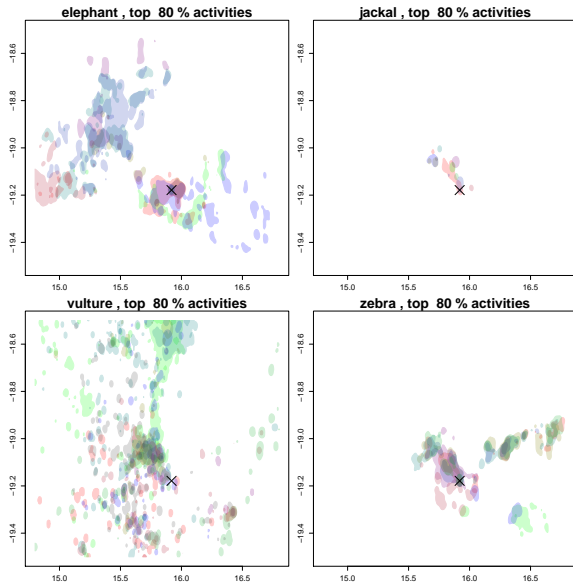 elephant , top 80 % activities
−18.6
−18.8
−19.0
−19.2
−19.4
15.0 15.5 16.0 16.5
jackal , top 80 % activities
−18.6
−18.8
−19.0
−19.2
−19.4
15.0 15.5 16.0 16.5
vulture , top 80 % activities
−18.6
−18.8
−19.0
−19.2
−19.4
15.0 15.5 16.0 16.5
zebra , top 80 % activities
−18.6
−18.8
−19.0
−19.2
−19.4
15.0 15.5 16.0 16.5